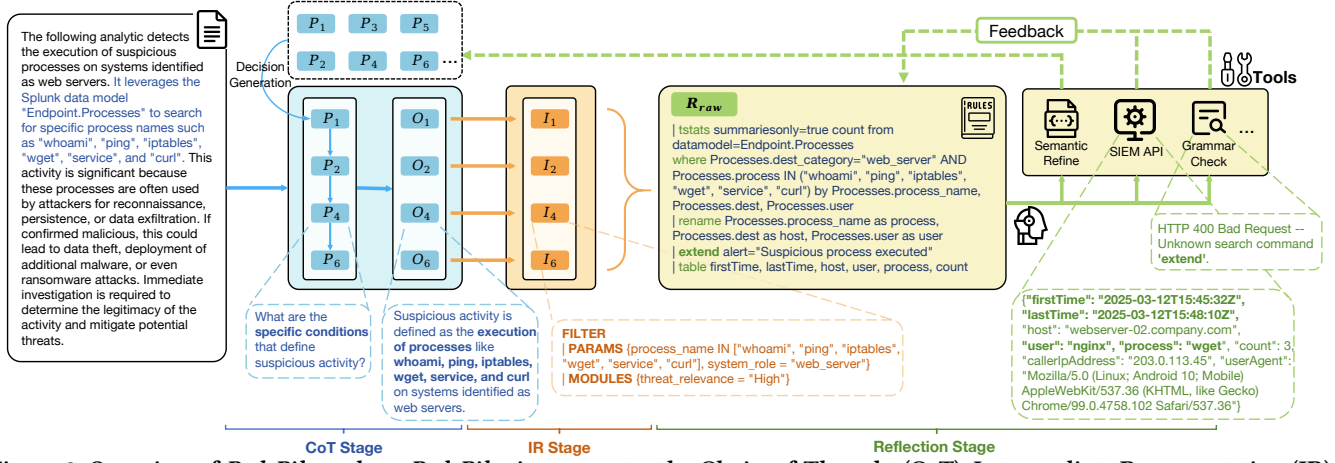 The following analytic detects
the execution of suspicious
processes on systems identified
as web servers. It leverages the
Splunk data model
"Endpoint.Processes" to search
for specific process names such
as "whoami", "ping", "iptables",
"wget", "service", and "curl". This
activity is significant because
these processes are often used
by attackers for reconnaissance,
persistence, or data exfiltration. If
confirmed malicious, this could
lead to data theft, deployment of
additional malware, or even
ransomware attacks. Immediate
investigation is required to
determine the legitimacy of the
activity and mitigate potential
threats.
Decision
Generation
P1 P3 P5
P2 P4 P6 ...
P1
P2
P4
P6
O1
O2
O4
O6
I1
I2
I4
I6
What are the
specific conditions
that define
suspicious activity?
Suspicious activity is
defined as the execution
of processes like
whoami, ping, iptables,
wget, service, and curl
on systems identified as
web servers.
FILTER
| PARAMS {process_name IN ["whoami", "ping", "iptables",
"wget", "service", "curl"], system_role = "web_server"}
| MODULES {threat_relevance = "High"}
Rraw
RULES
| tstats summariesonly=true count from
datamodel=Endpoint.Processes
where Processes.dest_category="web_server" AND
Processes.process IN ("whoami", "ping", "iptables",
"wget", "service", "curl") by Processes.process_name,
Processes.dest, Processes.user
| rename Processes.process_name as process,
Processes.dest as host, Processes.user as user
| extend alert="Suspicious process executed"
| table firstTime, lastTime, host, user, process, count
Feedback
Tools
Semantic
Refine
SIEM API
Grammar
Check
...
HTTP 400 Bad Request --
Unknown search command
'extend'.
{"firstTime": "2025-03-12T15:45:32Z",
"lastTime": "2025-03-12T15:48:10Z",
"host": "webserver-02.company.com",
"user": "nginx", "process": "wget", "count": 3,
"callerIpAddress": "203.0.113.45", "userAgent":
"Mozilla/5.0 (Linux; Android 10; Mobile)
AppleWebKit/537.36 (KHTML, like Gecko)
Chrome/99.0.4758.102 Safari/537.36"}
CoT Stage
IR Stage
Reflection Stage